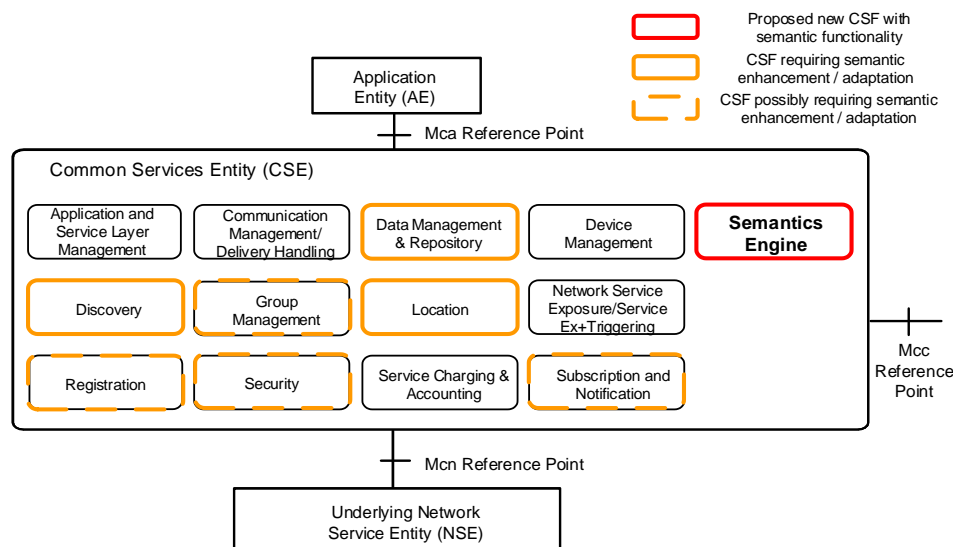 Proposed new CSF with
semantic functionality
CSF requiring semantic
enhancement / adaptation
CSF possibly requiring semantic
enhancement / adaptation
Application
Entity (AE)
Mca Reference Point
Common Services Entity (CSE)
Application and
Service Layer
Management
Communication
Management/
Delivery Handling
Data Management
& Repository
Device
Management
Semantics
Engine
Discovery
Group
Management
Location
Network Service
Exposure/Service
Ex+Triggering
Registration
Security
Service Charging &
Accounting
Subscription and
Notification
Mcc
Reference
Point
Mcn Reference Point
Underlying Network
Service Entity (NSE)